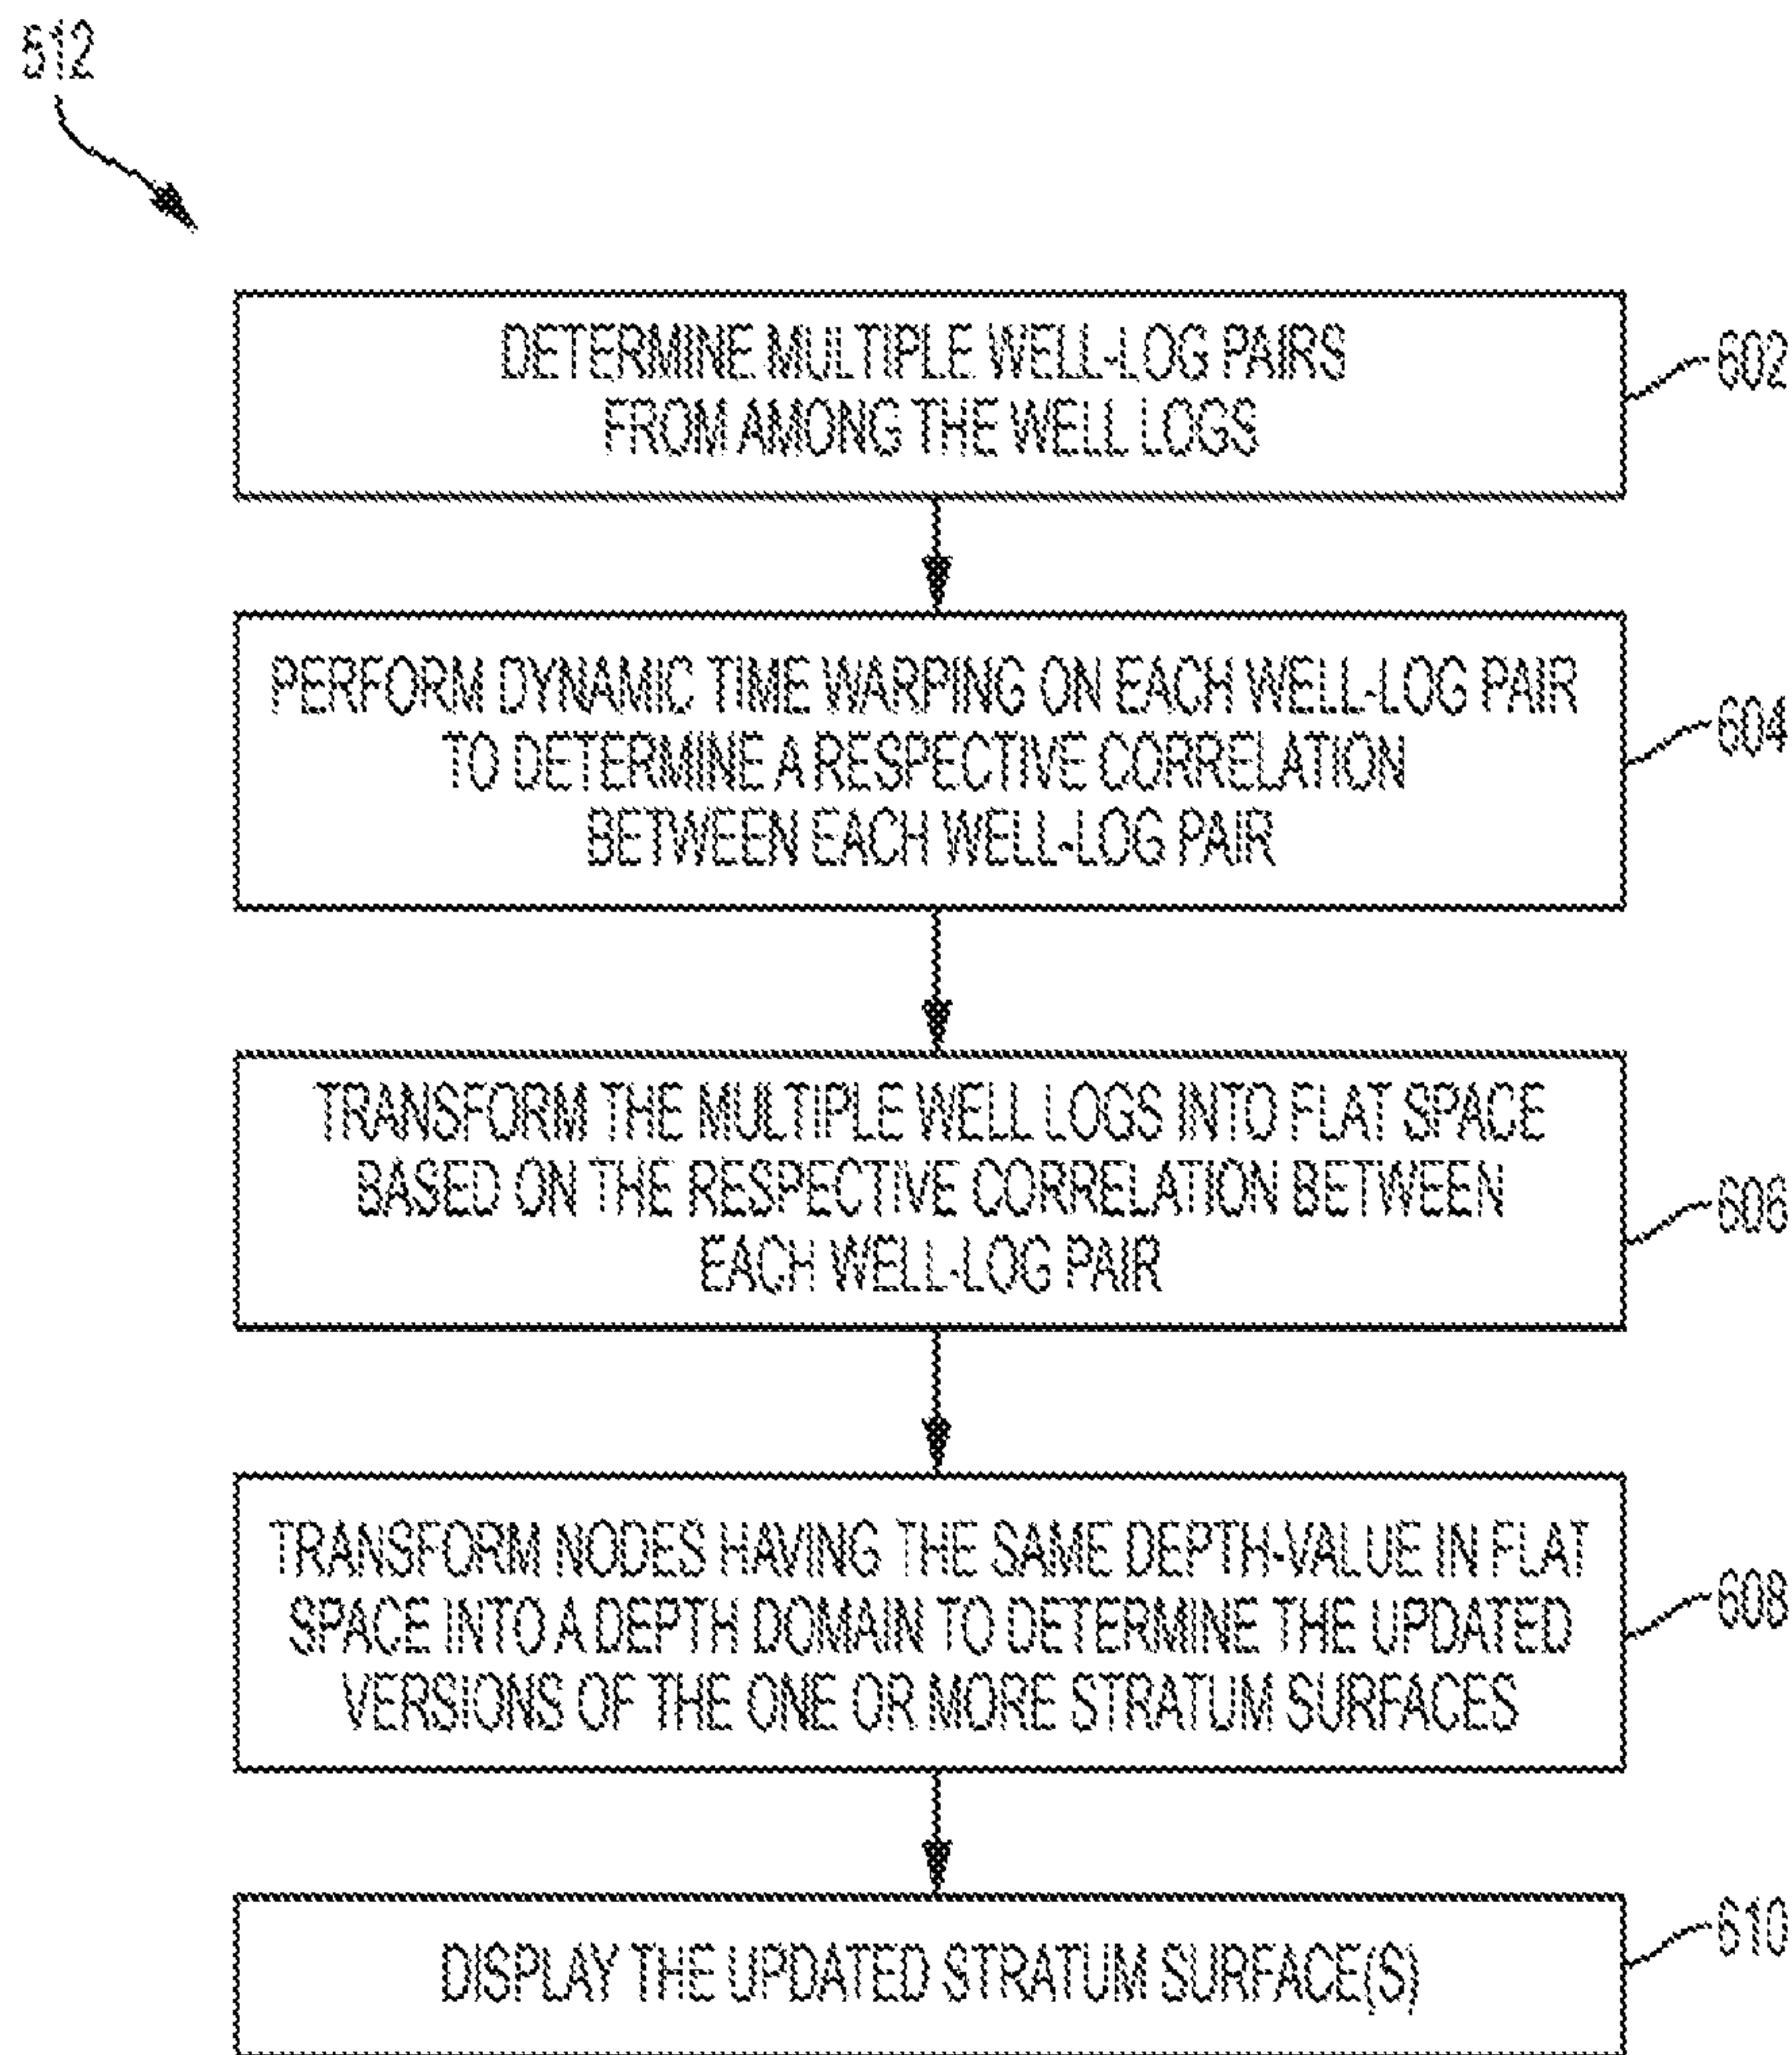 512
DETERMINE MULTIPLE WELL-LOG PAIRS
FROM AMONG THE WELL LOGS
602
PERFORM DYNAMIC TIME WARPING ON EACH WELL-LOG PAIR
TO DETERMINE A RESPECTIVE CORRELATION
BETWEEN EACH WELL-LOG PAIR
604
TRANSFORM THE MULTIPLE WELL LOGS INTO FLAT SPACE
BASED ON THE RESPECTIVE CORRELATION BETWEEN
EACH WELL-LOG PAIR
606
TRANSFORM NODES HAVING THE SAME DEPTH-VALUE IN FLAT
SPACE INTO A DEPTH DOMAIN TO DETERMINE THE UPDATED
VERSIONS OF THE ONE OR MORE STRATUM SURFACES
608
DISPLAY THE UPDATED STRATUM SURFACE(S)
610